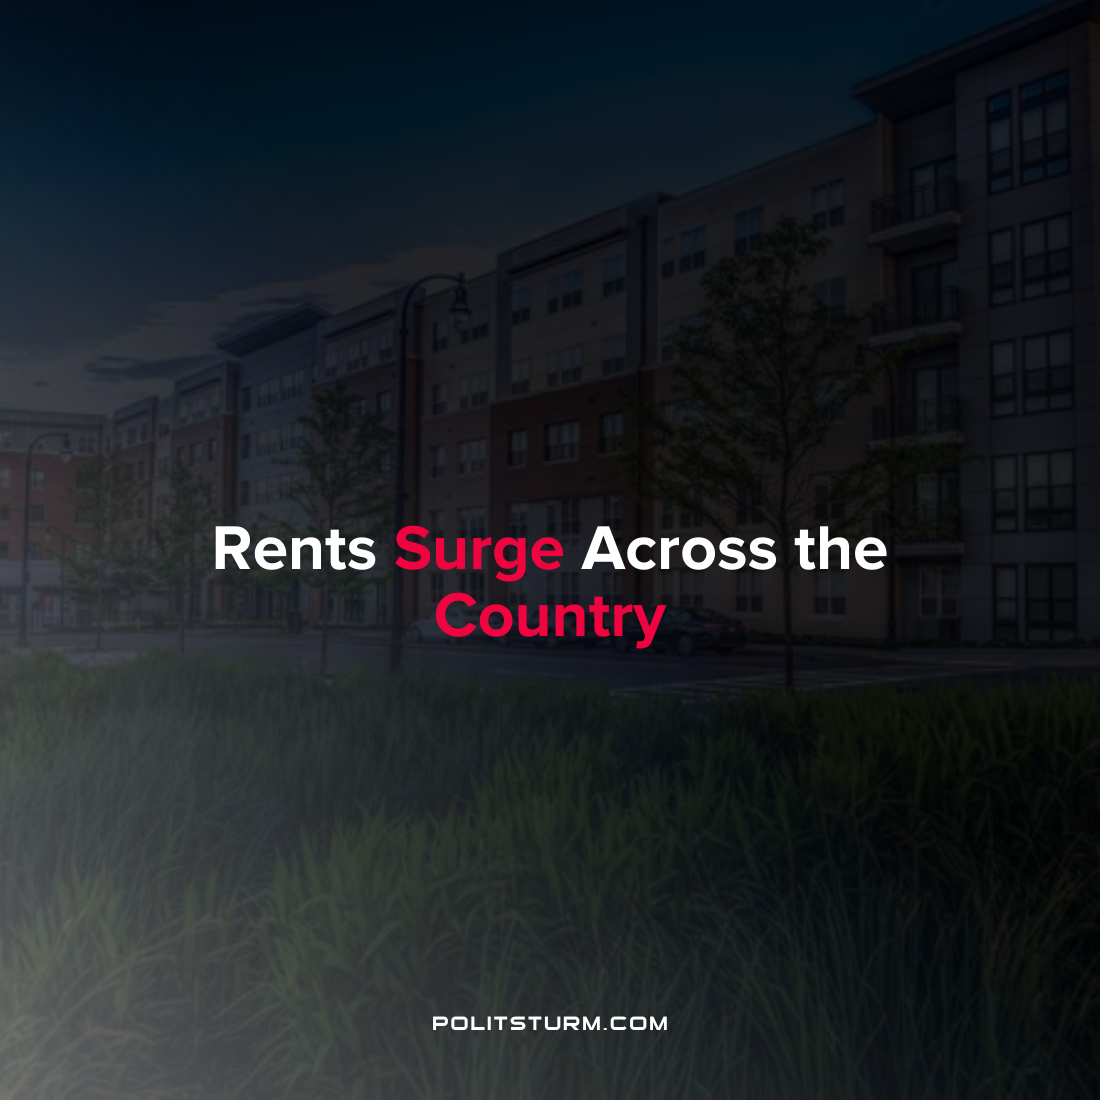 Rents Surge Across the
Country
POLITSTURM.COM